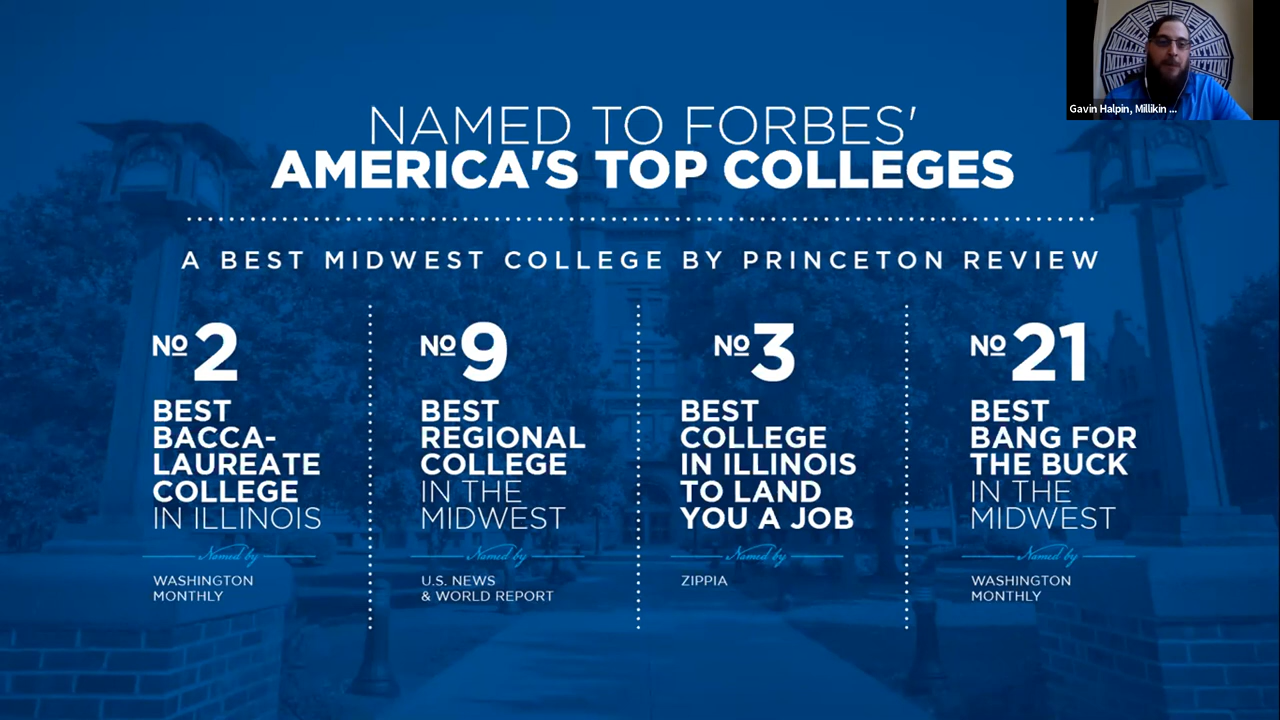 Gavin Halpin, Millikin ...
NAMED TO FORBES'
AMERICA'S TOP COLLEGES
A BEST MIDWEST COLLEGE BY PRINCETON REVIEW
Nº2
BEST
BACCA-
LAUREATE
COLLEGE
IN ILLINOIS
Named by
WASHINGTON
MONTHLY
Nº9
BEST
REGIONAL
COLLEGE
IN THE
MIDWEST
Named by
U.S. NEWS
& WORLD REPORT
Nº3
BEST
COLLEGE
IN ILLINOIS
TO LAND
YOU A JOB
Named by
ZIPPIA
Nº21
BEST
BANG FOR
THE BUCK
IN THE
MIDWEST
Named by
WASHINGTON
MONTHLY